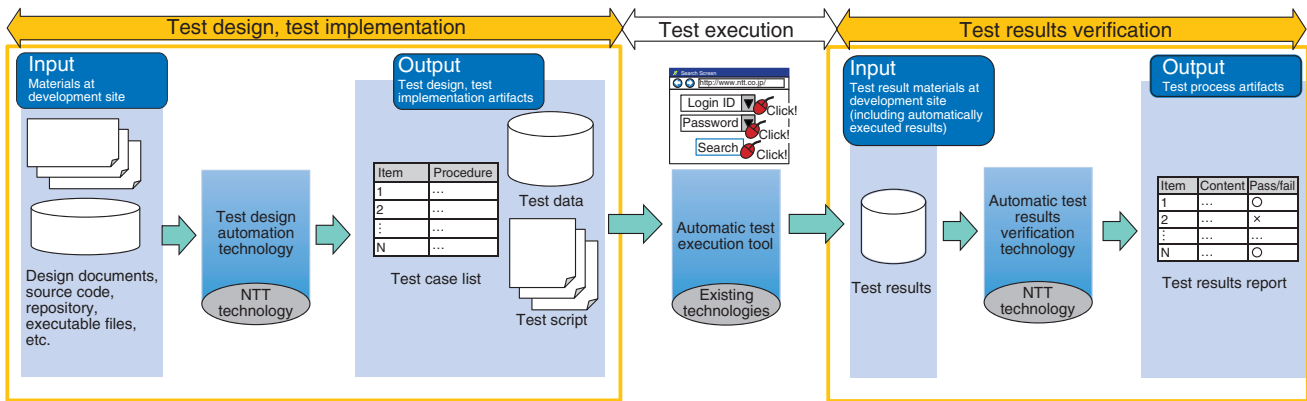 Test design, test implementation
Test execution
Test results verification
Input
Materials at
development site
Design documents,
source code,
repository,
executable files,
etc.
Test design
automation
technology
NTT
technology
Output
Test design, test
implementation artifacts
Item Procedure
1 …
2 …
⋮ …
N …
Test case list
Test data
Test script
Search Screen
http://www.ntt.co.jp/
Login ID ▼ Click!
Password ▼ Click!
Search Click!
Automatic test
execution tool
Existing
technologies
Input
Test result materials at
development site
(including automatically
executed results)
Test results
Automatic test
results
verification
technology
NTT
technology
Output
Test process artifacts
Item Content Pass/fail
1 … ○
2 … ×
⋮ … …
N … ○
Test results report